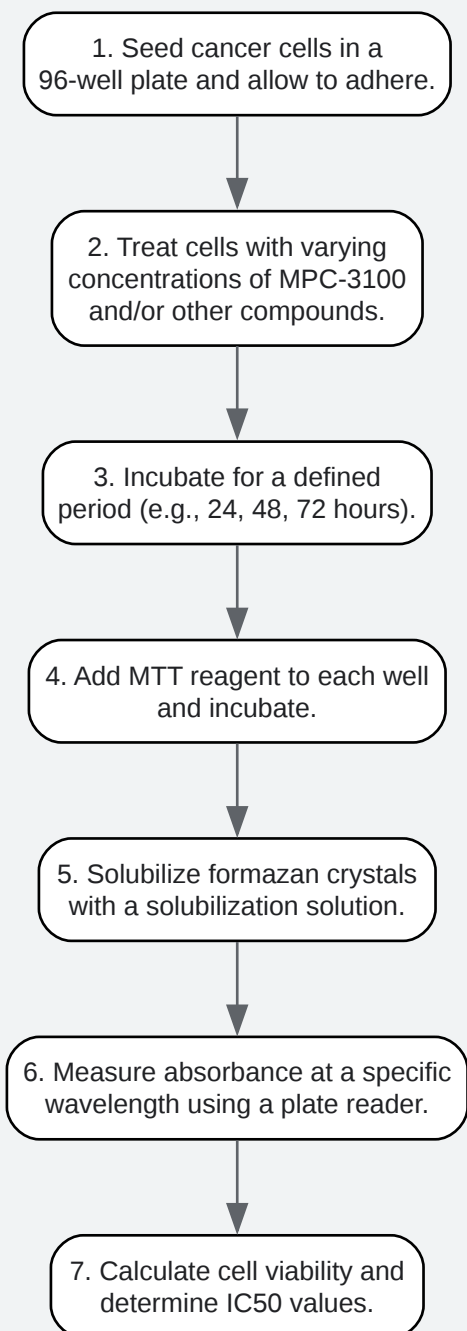 1. Seed cancer cells in a
96-well plate and allow to adhere.
2. Treat cells with varying
concentrations of MPC-3100
and/or other compounds.
3. Incubate for a defined
period (e.g., 24, 48, 72 hours).
4. Add MTT reagent to each well
and incubate.
5. Solubilize formazan crystals
with a solubilization solution.
6. Measure absorbance at a specific
wavelength using a plate reader.
7. Calculate cell viability and
determine IC50 values.